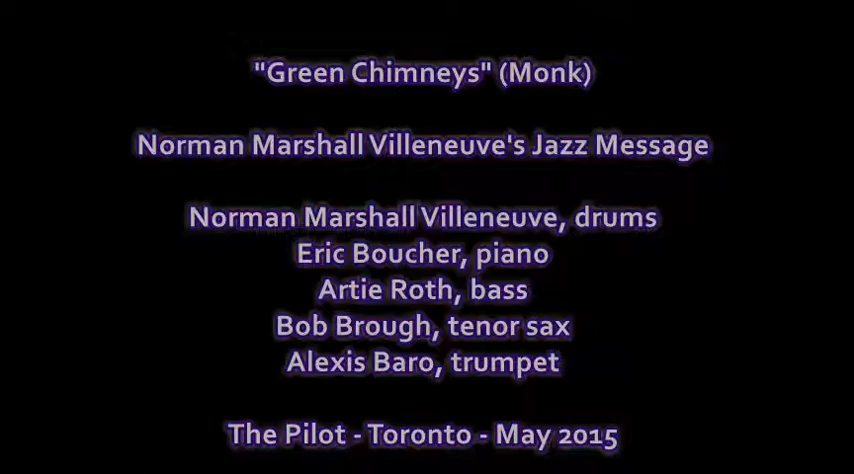 "Green Chimneys" (Monk)
Norman Marshall Villeneuve's Jazz Message
Norman Marshall Villeneuve, drums
Eric Boucher, piano
Artie Roth, bass
Bob Brough, tenor sax
Alexis Baro, trumpet
The Pilot - Toronto - May 2015